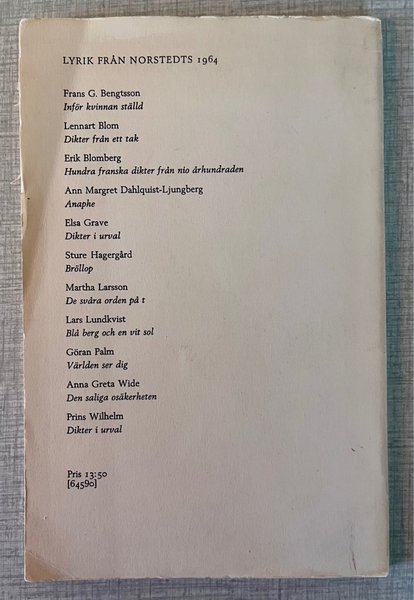 LYRIK FRÅN NORSTEDTS 1964
Frans G. Bengtsson
Inför kvinnan ställd
Lennart Blom
Dikter från ett tak
Erik Blomberg
Hundra franska dikter från nio århundraden
Ann Margret Dahlquist-Ljungberg
Anaphe
Elsa Grave
Dikter i urval
Sture Hagergård
Bröllop
Martha Larsson
De svåra orden på t
Lars Lundkvist
Blå berg och en vit sol
Göran Palm
Världen ser dig
Anna Greta Wide
Den saliga osäkerheten
Prins Wilhelm
Dikter i urval
Pris 13:50
[64590]